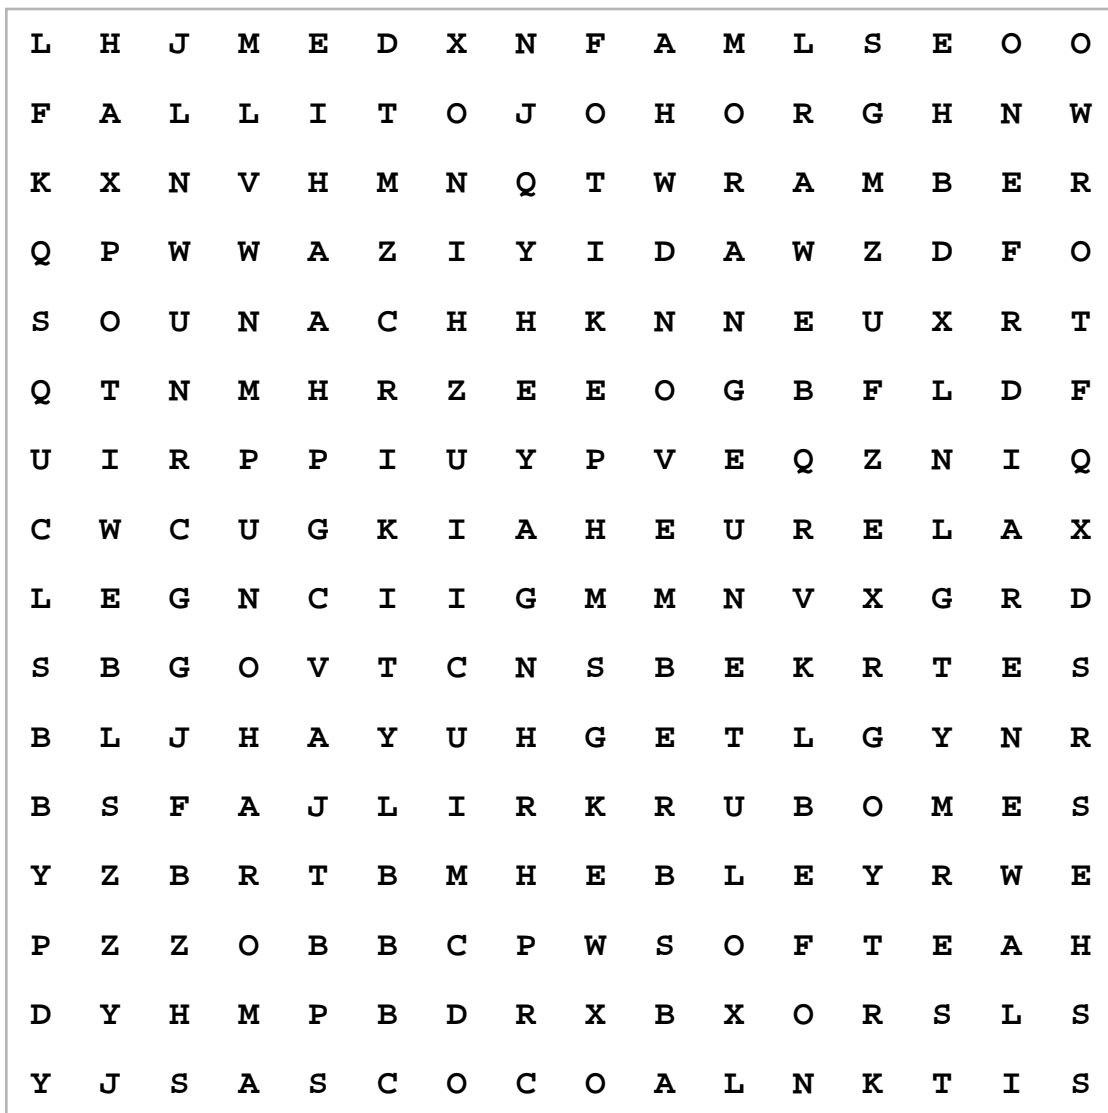 L H J M E D X N F A M L S E O O
F A L L I T O J O H O R G H N W
K X N V H M N Q T W R A M B E R
Q P W W A Z I Y I D A W Z D F O
S O U N A C H H K N N E U X R T
Q T N M H R Z E E O G B F L D F
U I R P P I U Y P V E Q Z N I Q
C W C U G K I A H E U R E L A X
L E G N C I I G M M N V X G R D
S B G O V T C N S B E K R T E S
B L J H A Y U H G E T L G Y N R
B S F A J L I R K R U B O M E S
Y Z B R T B M H E B L E Y R W E
P Z Z O B B C P W S O F T E A H
D Y H M P B D R X B X O R S L S
Y J S A S C O C O A L N K T I S